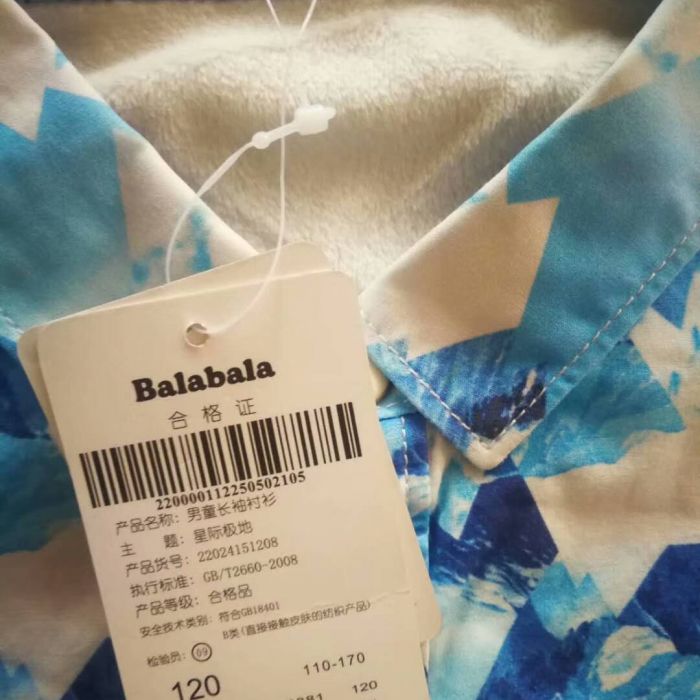 Balabala
合格证
220000112250502105
产品名称：男童长袖衬衫
主 题：星际极地
产品货号：22024151208
执行标准：GB/T2660-2008
产品等级：合格品
安全技术类别：符合GB18401
B类(直接接触皮肤的纺织产品)
检验员：09
120 110-170
120